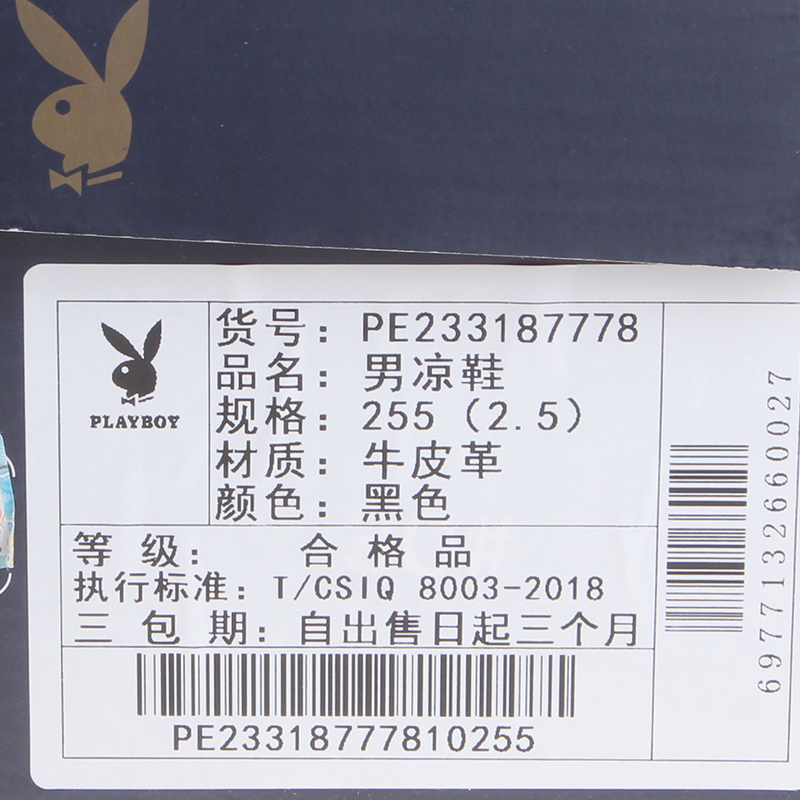 PLAYBOY
货号：PE233187778
品名：男凉鞋
规格：255（2.5）
材质：牛皮革
颜色：黑色
等 级： 合 格 品
执行标准：T/CSIQ 8003-2018
三 包 期：自出售日起三个月
PE23318777810255
6977132660027